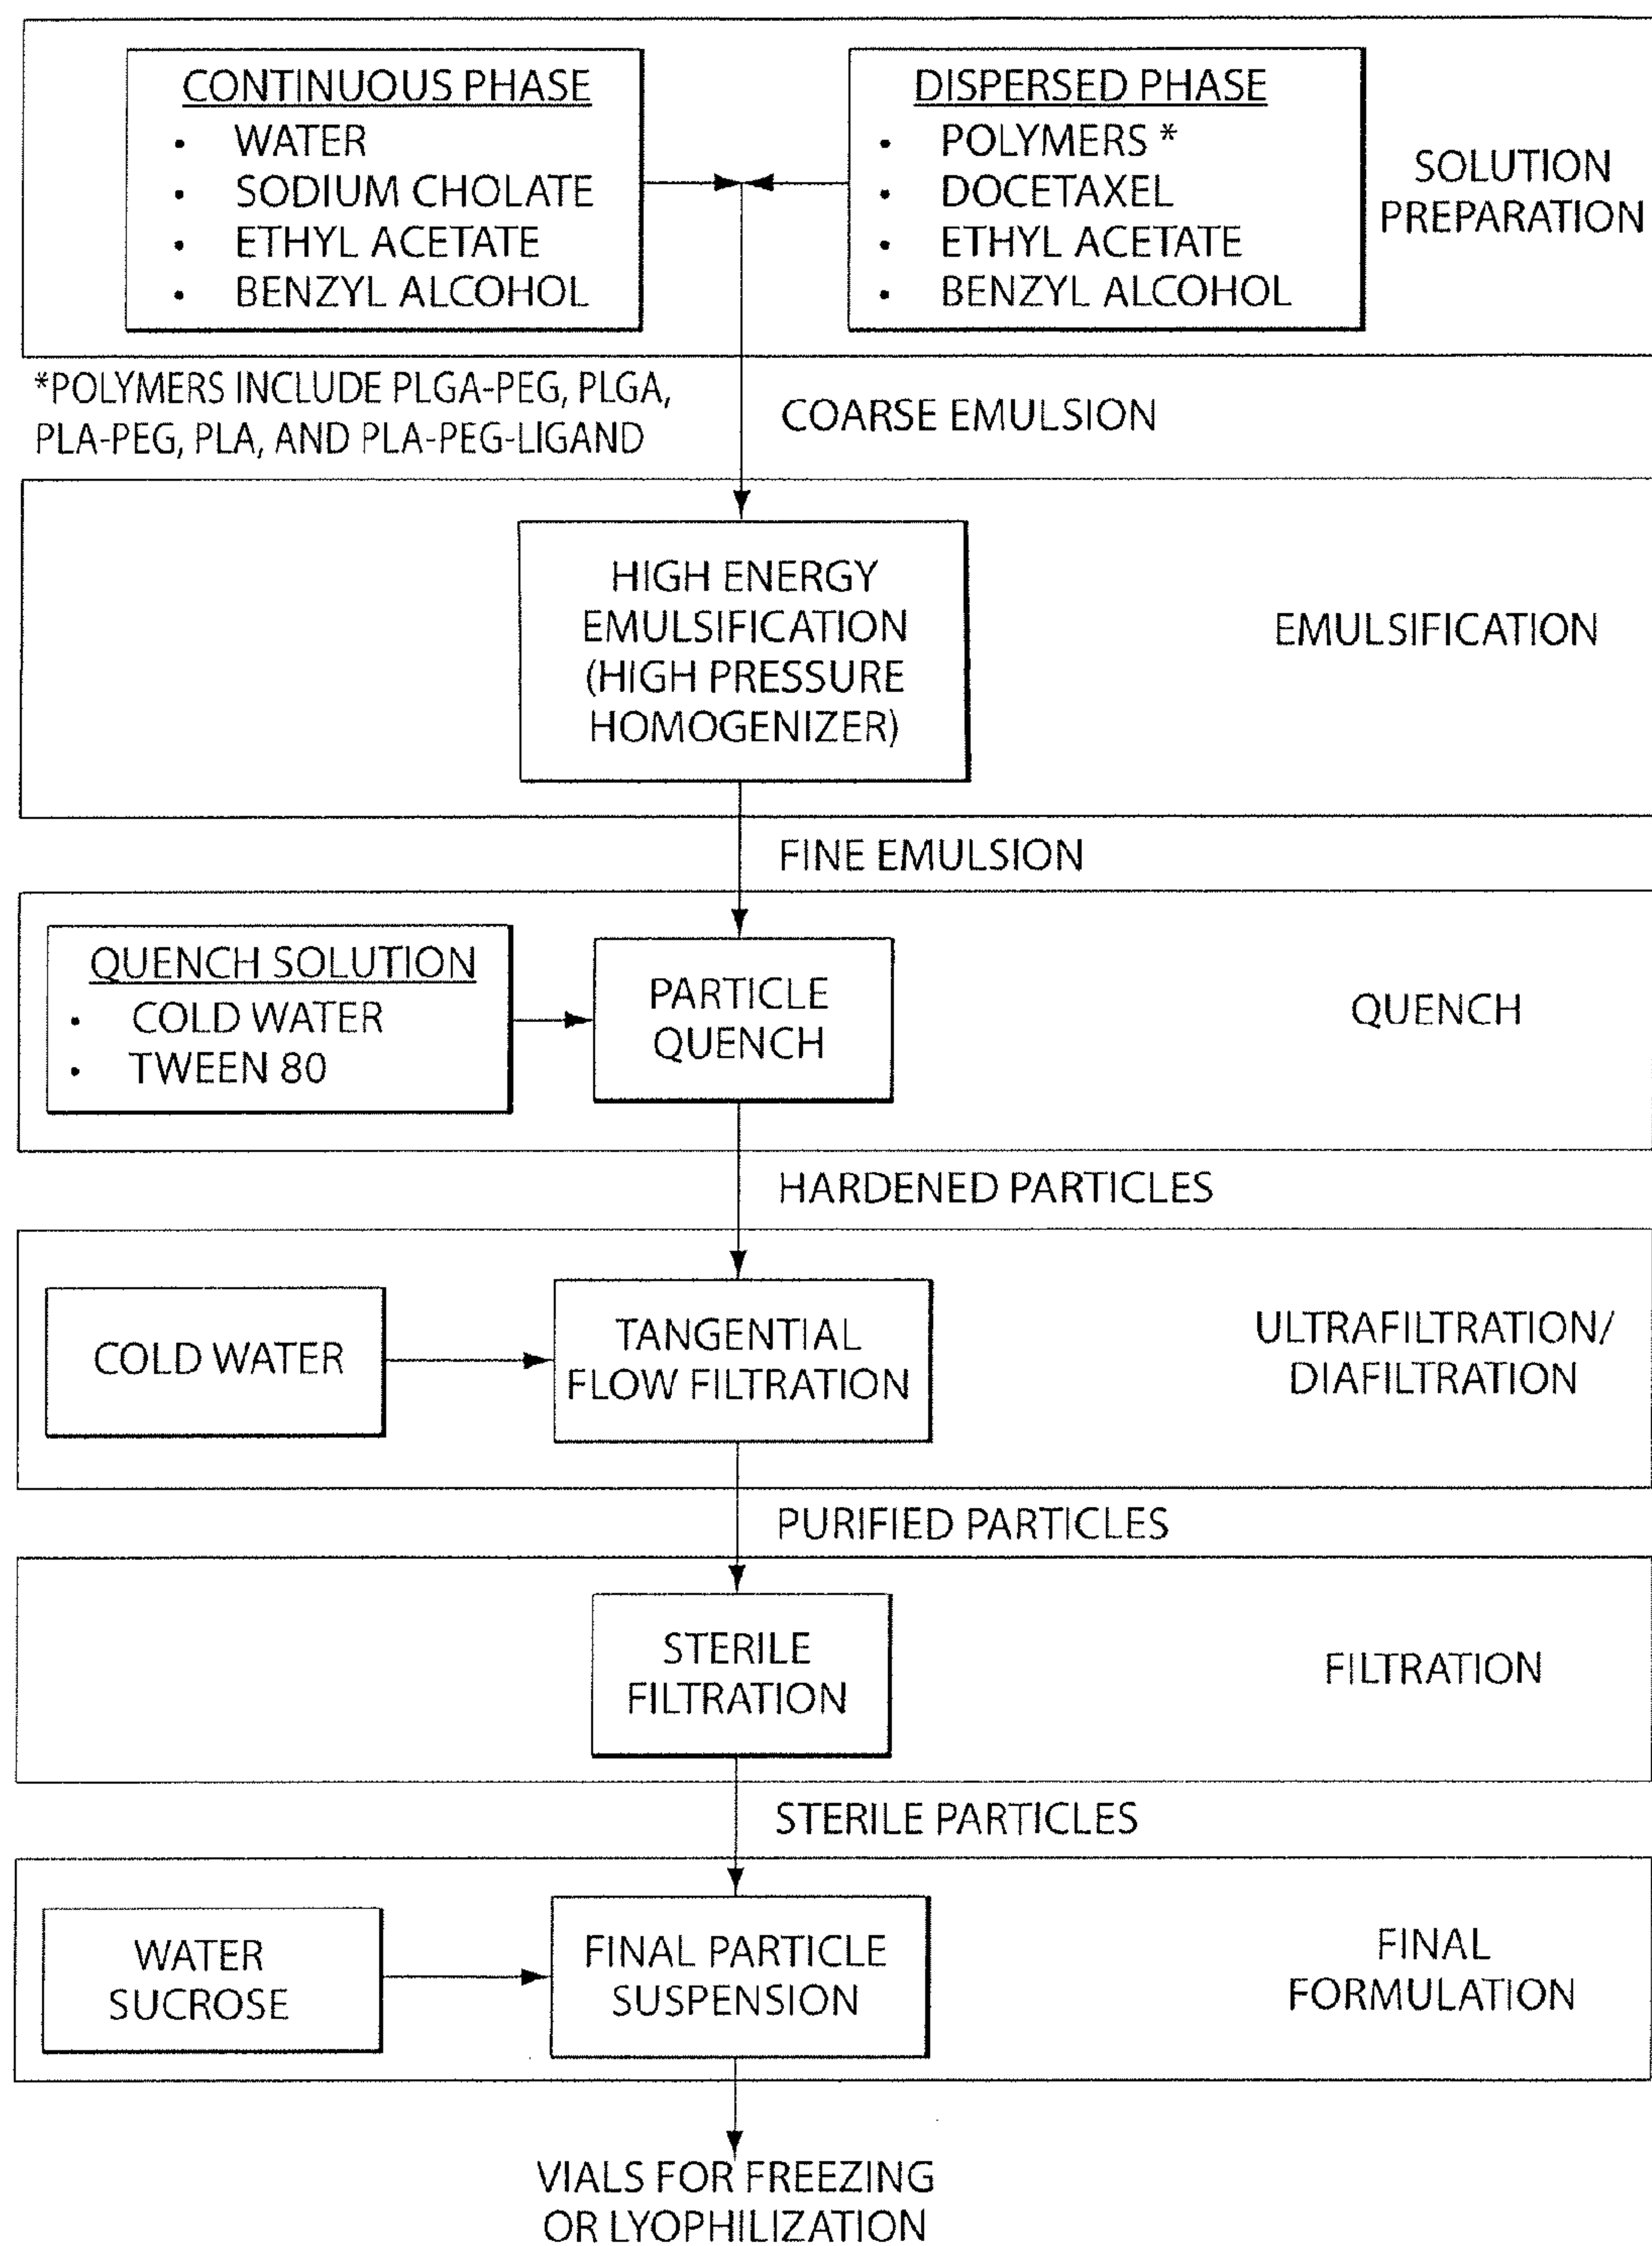 CONTINUOUS PHASE
• WATER
• SODIUM CHOLATE
• ETHYL ACETATE
• BENZYL ALCOHOL
DISPERSED PHASE
• POLYMERS *
• DOCETAXEL
• ETHYL ACETATE
• BENZYL ALCOHOL
SOLUTION
PREPARATION
*POLYMERS INCLUDE PLGA-PEG, PLGA,
PLA-PEG, PLA, AND PLA-PEG-LIGAND
COARSE EMULSION
HIGH ENERGY
EMULSIFICATION
(HIGH PRESSURE
HOMOGENIZER)
EMULSIFICATION
FINE EMULSION
QUENCH SOLUTION
• COLD WATER
• TWEEN 80
PARTICLE
QUENCH
QUENCH
HARDENED PARTICLES
COLD WATER
TANGENTIAL
FLOW FILTRATION
ULTRAFILTRATION/
DIAFILTRATION
PURIFIED PARTICLES
STERILE
FILTRATION
FILTRATION
STERILE PARTICLES
WATER
SUCROSE
FINAL PARTICLE
SUSPENSION
FINAL
FORMULATION
VIALS FOR FREEZING
OR LYOPHILIZATION